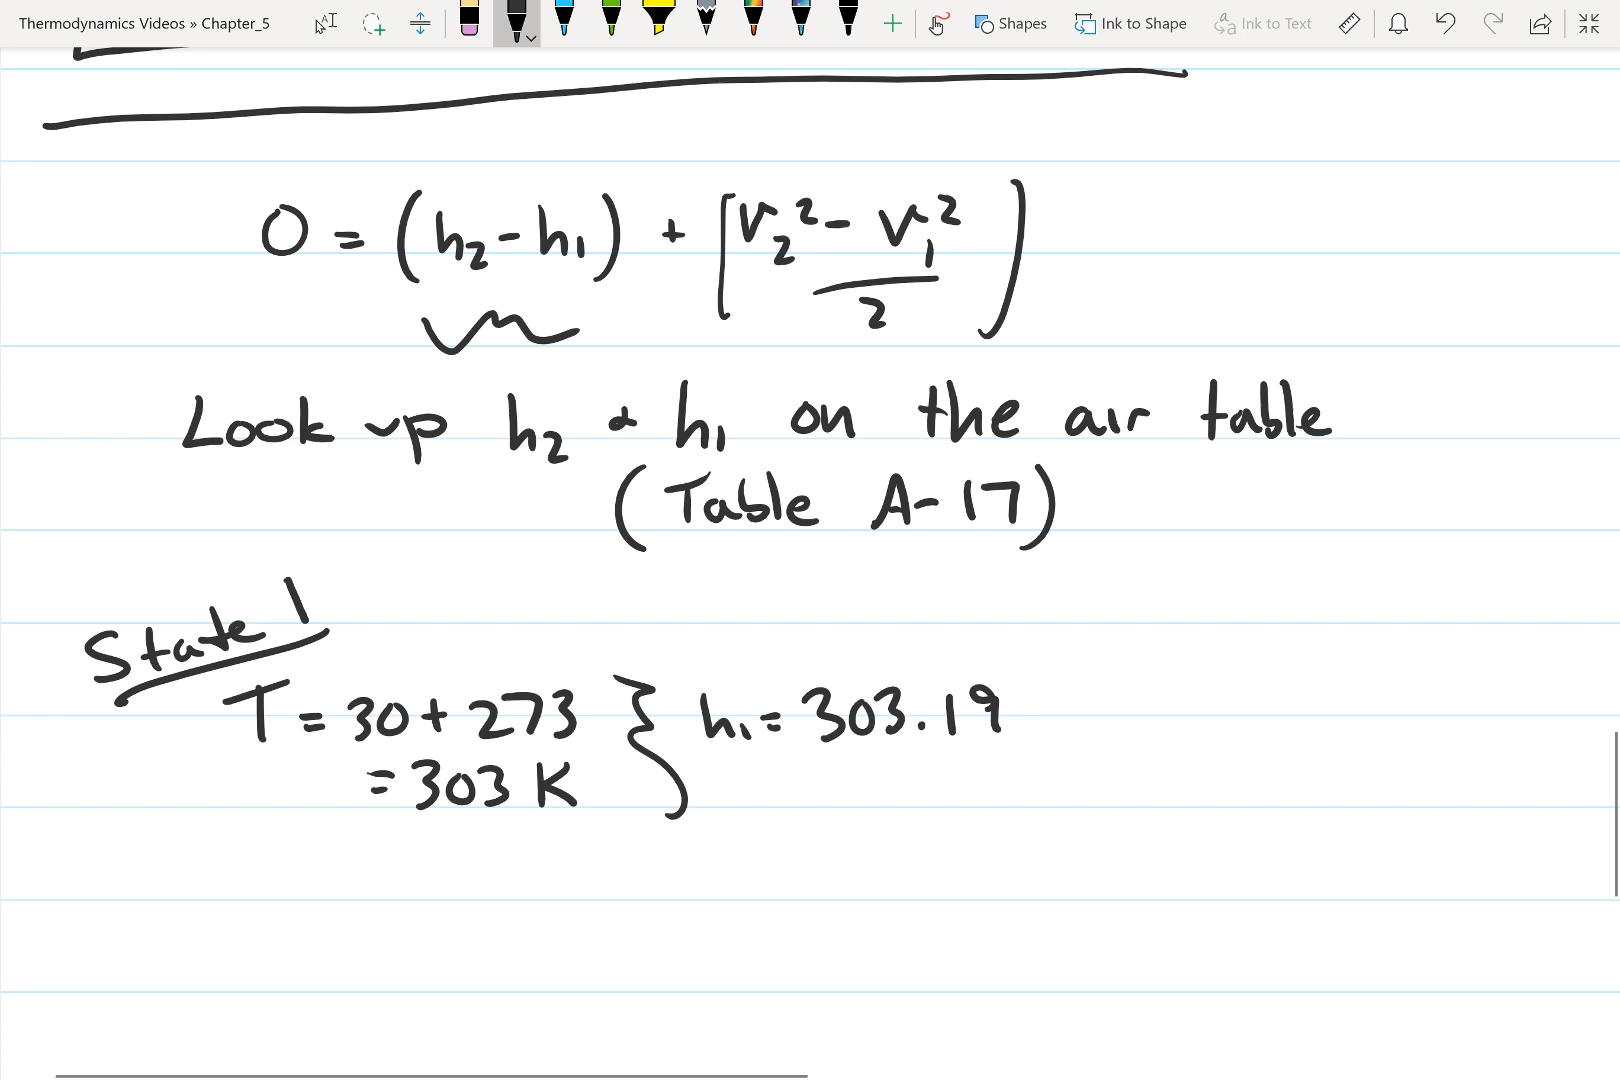 Thermodynamics Videos » Chapter_5
Shapes
Ink to Shape
Ink to Text
0 = (h₂ - h₁) + [V₂² - V₁² / 2)
Look up h₂ & h₁ on the air table
(Table A-17)
State 1
T = 30 + 273 } h₁ = 303.19
= 303 K